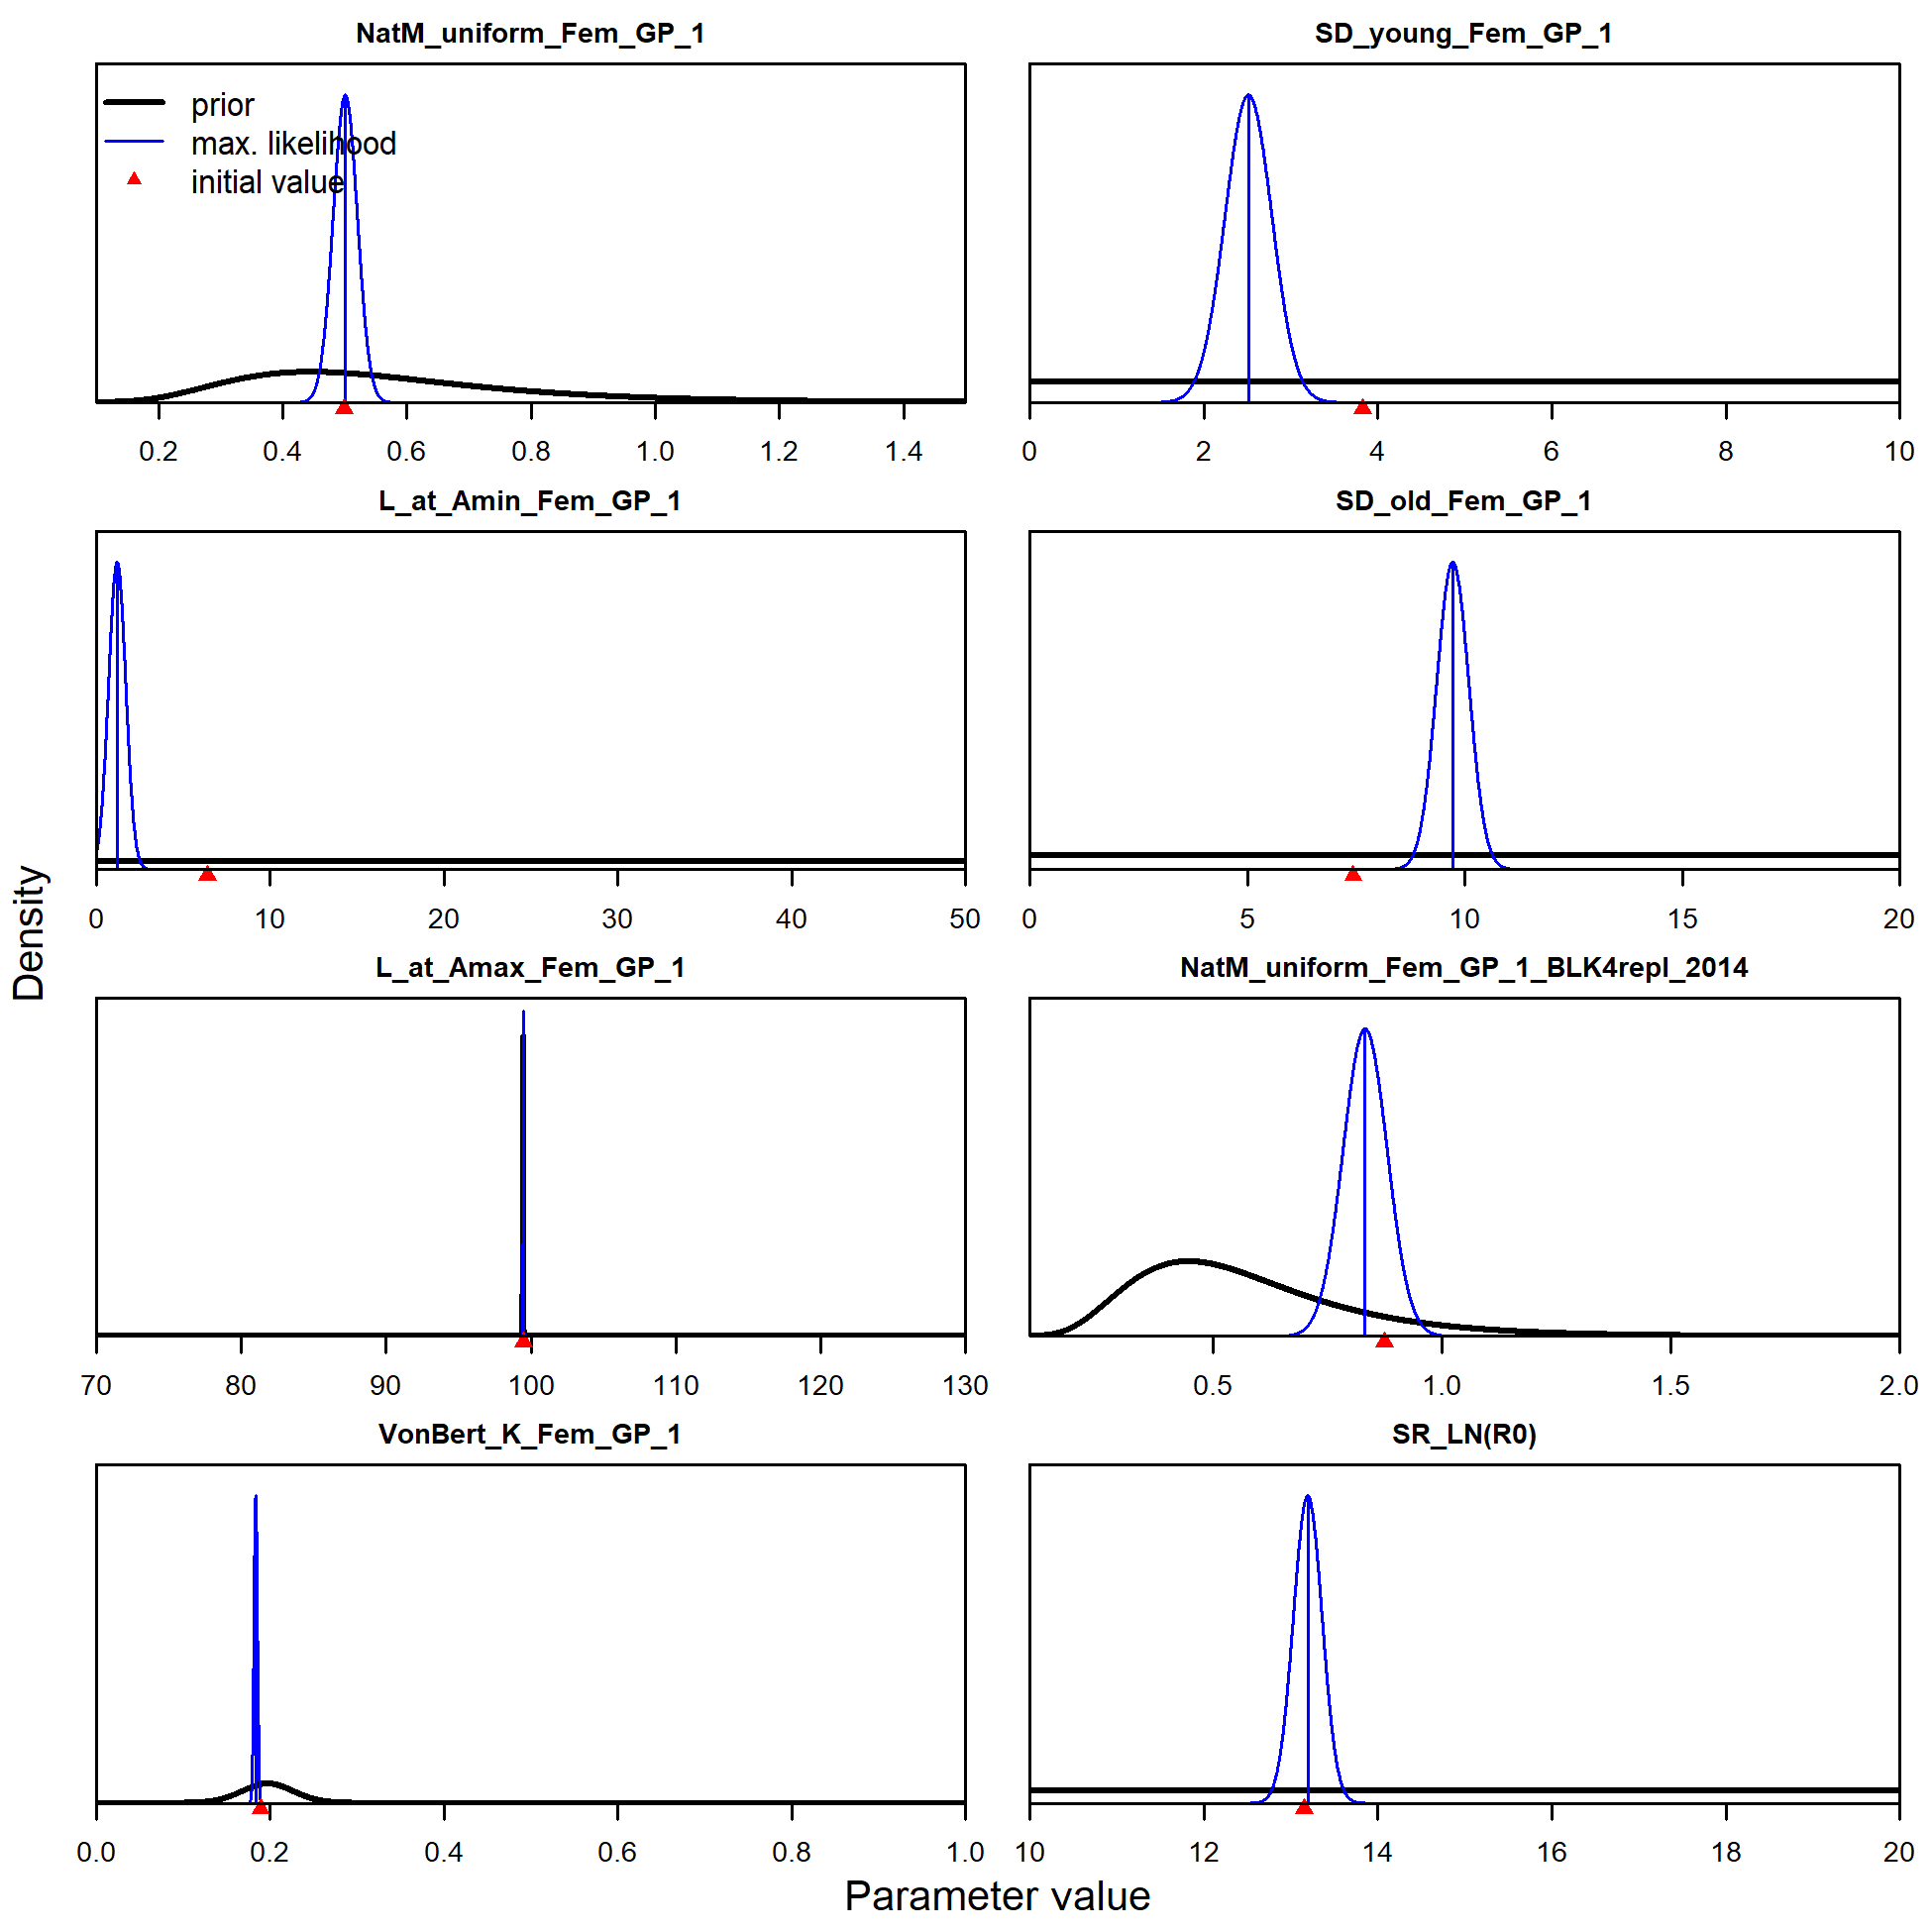 NatM_uniform_Fem_GP_1
prior
max. likelihood
initial value
0.2 0.4 0.6 0.8 1.0 1.2 1.4
SD_young_Fem_GP_1
0 2 4 6 8 10
L_at_Amin_Fem_GP_1
0 10 20 30 40 50
SD_old_Fem_GP_1
0 5 10 15 20
L_at_Amax_Fem_GP_1
70 80 90 100 110 120 130
NatM_uniform_Fem_GP_1_BLK4repl_2014
0.5 1.0 1.5 2.0
VonBert_K_Fem_GP_1
0.0 0.2 0.4 0.6 0.8 1.0
SR_LN(R0)
10 12 14 16 18 20
Density
Parameter value